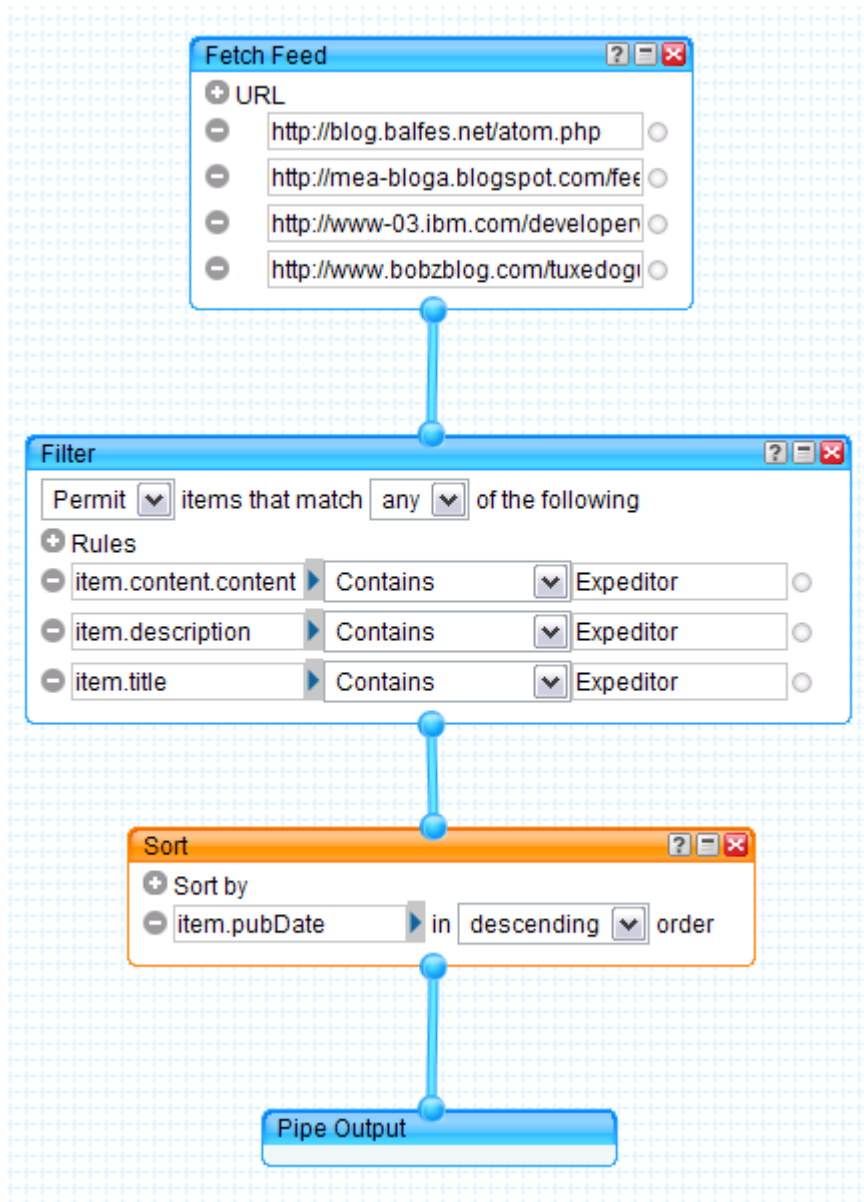 Fetch Feed
URL
http://blog.balfes.net/atom.php
http://mea-bloga.blogspot.com/fee
http://www-03.ibm.com/developer
http://www.bobzblog.com/tuxedogu
Filter
Permit items that match any of the following
Rules
item.content.content Contains Expeditor
item.description Contains Expeditor
item.title Contains Expeditor
Sort
Sort by
item.pubDate in descending order
Pipe Output